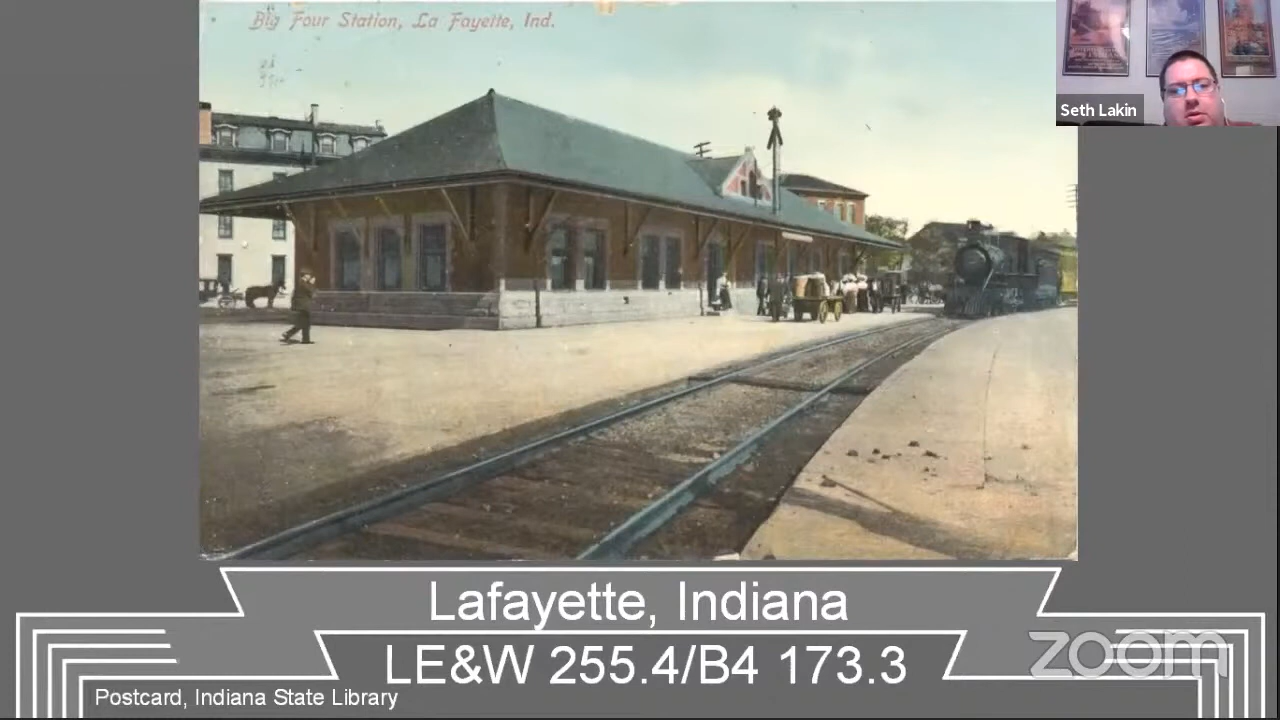 Big Four Station, La Fayette, Ind.
Seth Lakin
Lafayette, Indiana
LE&W 255.4/B4 173.3
zoom
Postcard, Indiana State Library